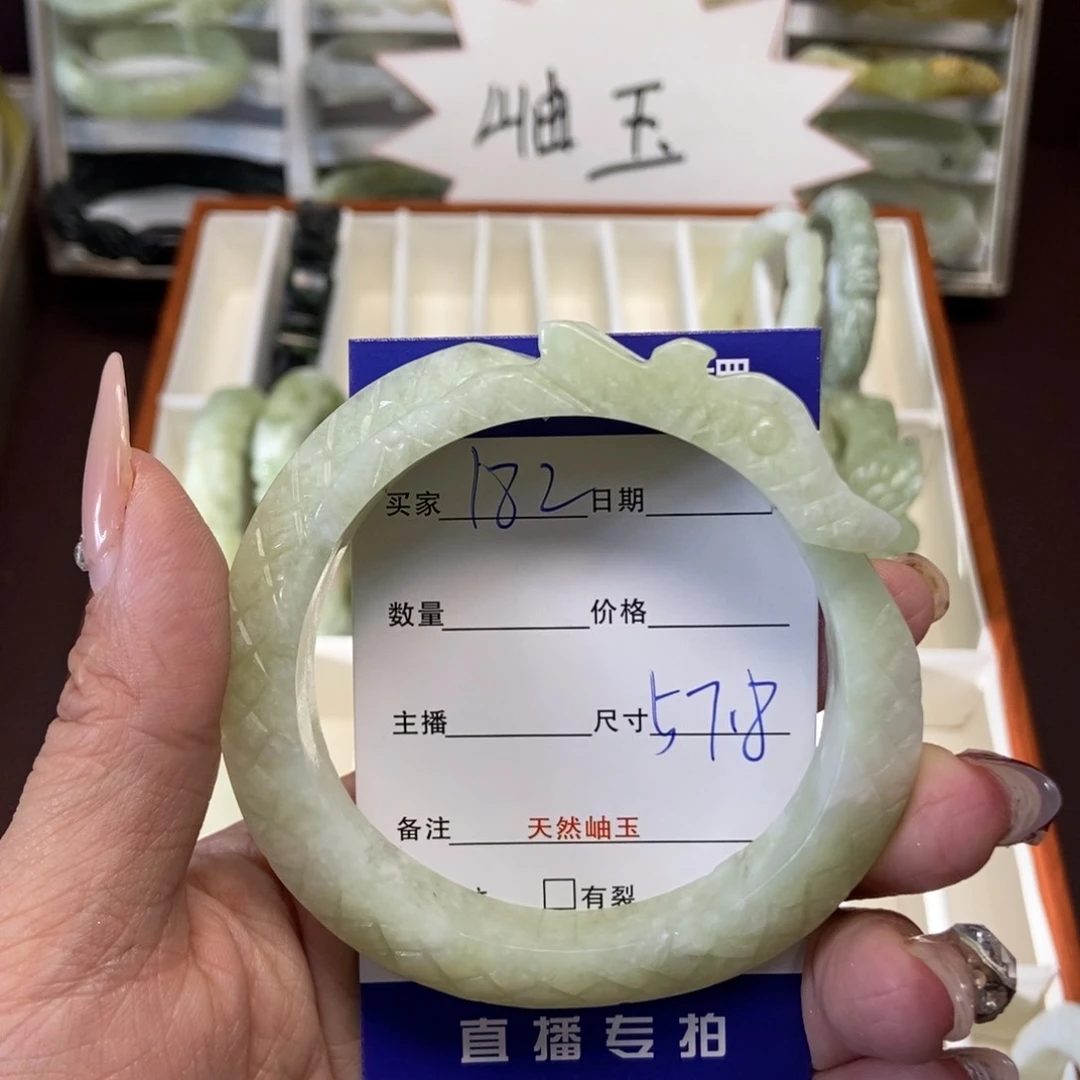 岫玉
买家 182 日期
数量 价格
主播 尺寸 57.8
备注 天然岫玉
有裂
直播专拍